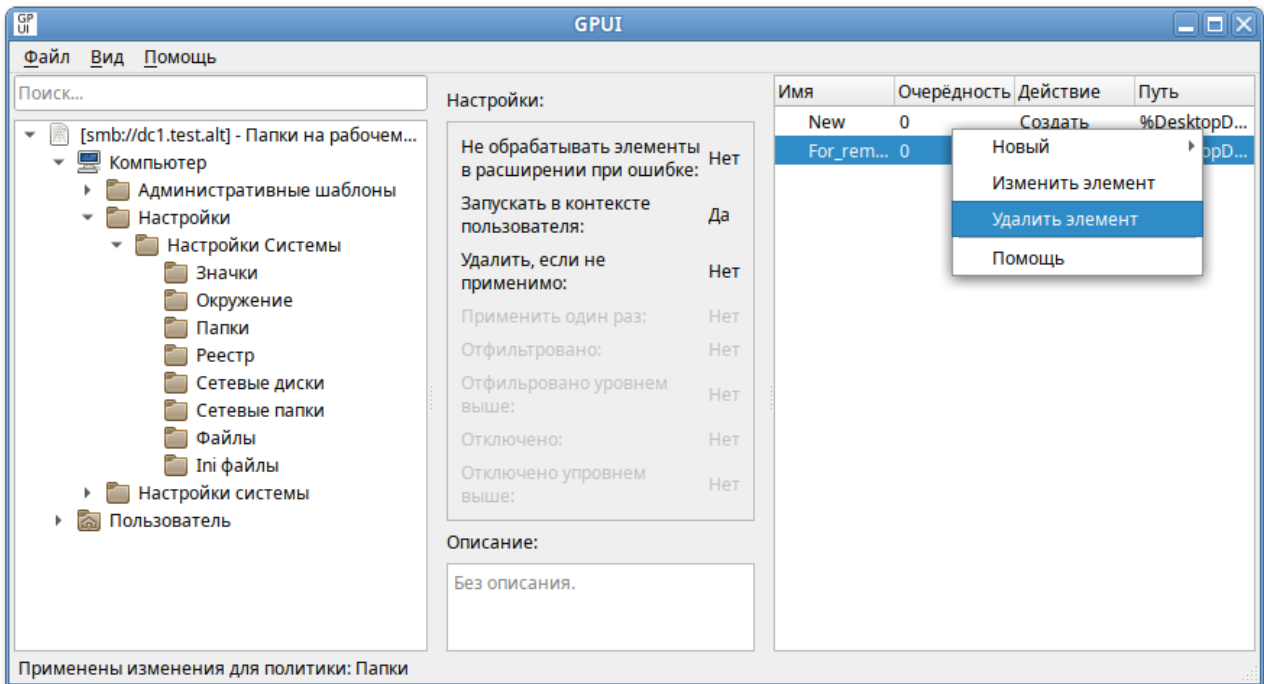 GPUI
GPUI
Файл Вид Помощь
Поиск...
[smb://dc1.test.alt] - Папки на рабочем...
Компьютер
Административные шаблоны
Настройки
Настройки Системы
Значки
Окружение
Папки
Реестр
Сетевые диски
Сетевые папки
Файлы
Ini файлы
Настройки системы
Пользователь
Настройки:
Не обрабатывать элементы
в расширении при ошибке: Нет
Запускать в контексте
пользователя: Да
Удалить, если не
применимо: Нет
Применить один раз: Нет
Отфильтровано: Нет
Отфильровано уровнем
выше: Нет
Отключено: Нет
Отключено упровнем
выше: Нет
Описание:
Без описания.
Имя Очерёдность Действие Путь
New 0 Создать %DesktopD...
For_rem... 0 opD...
Новый
Изменить элемент
Удалить элемент
Помощь
Применены изменения для политики: Папки